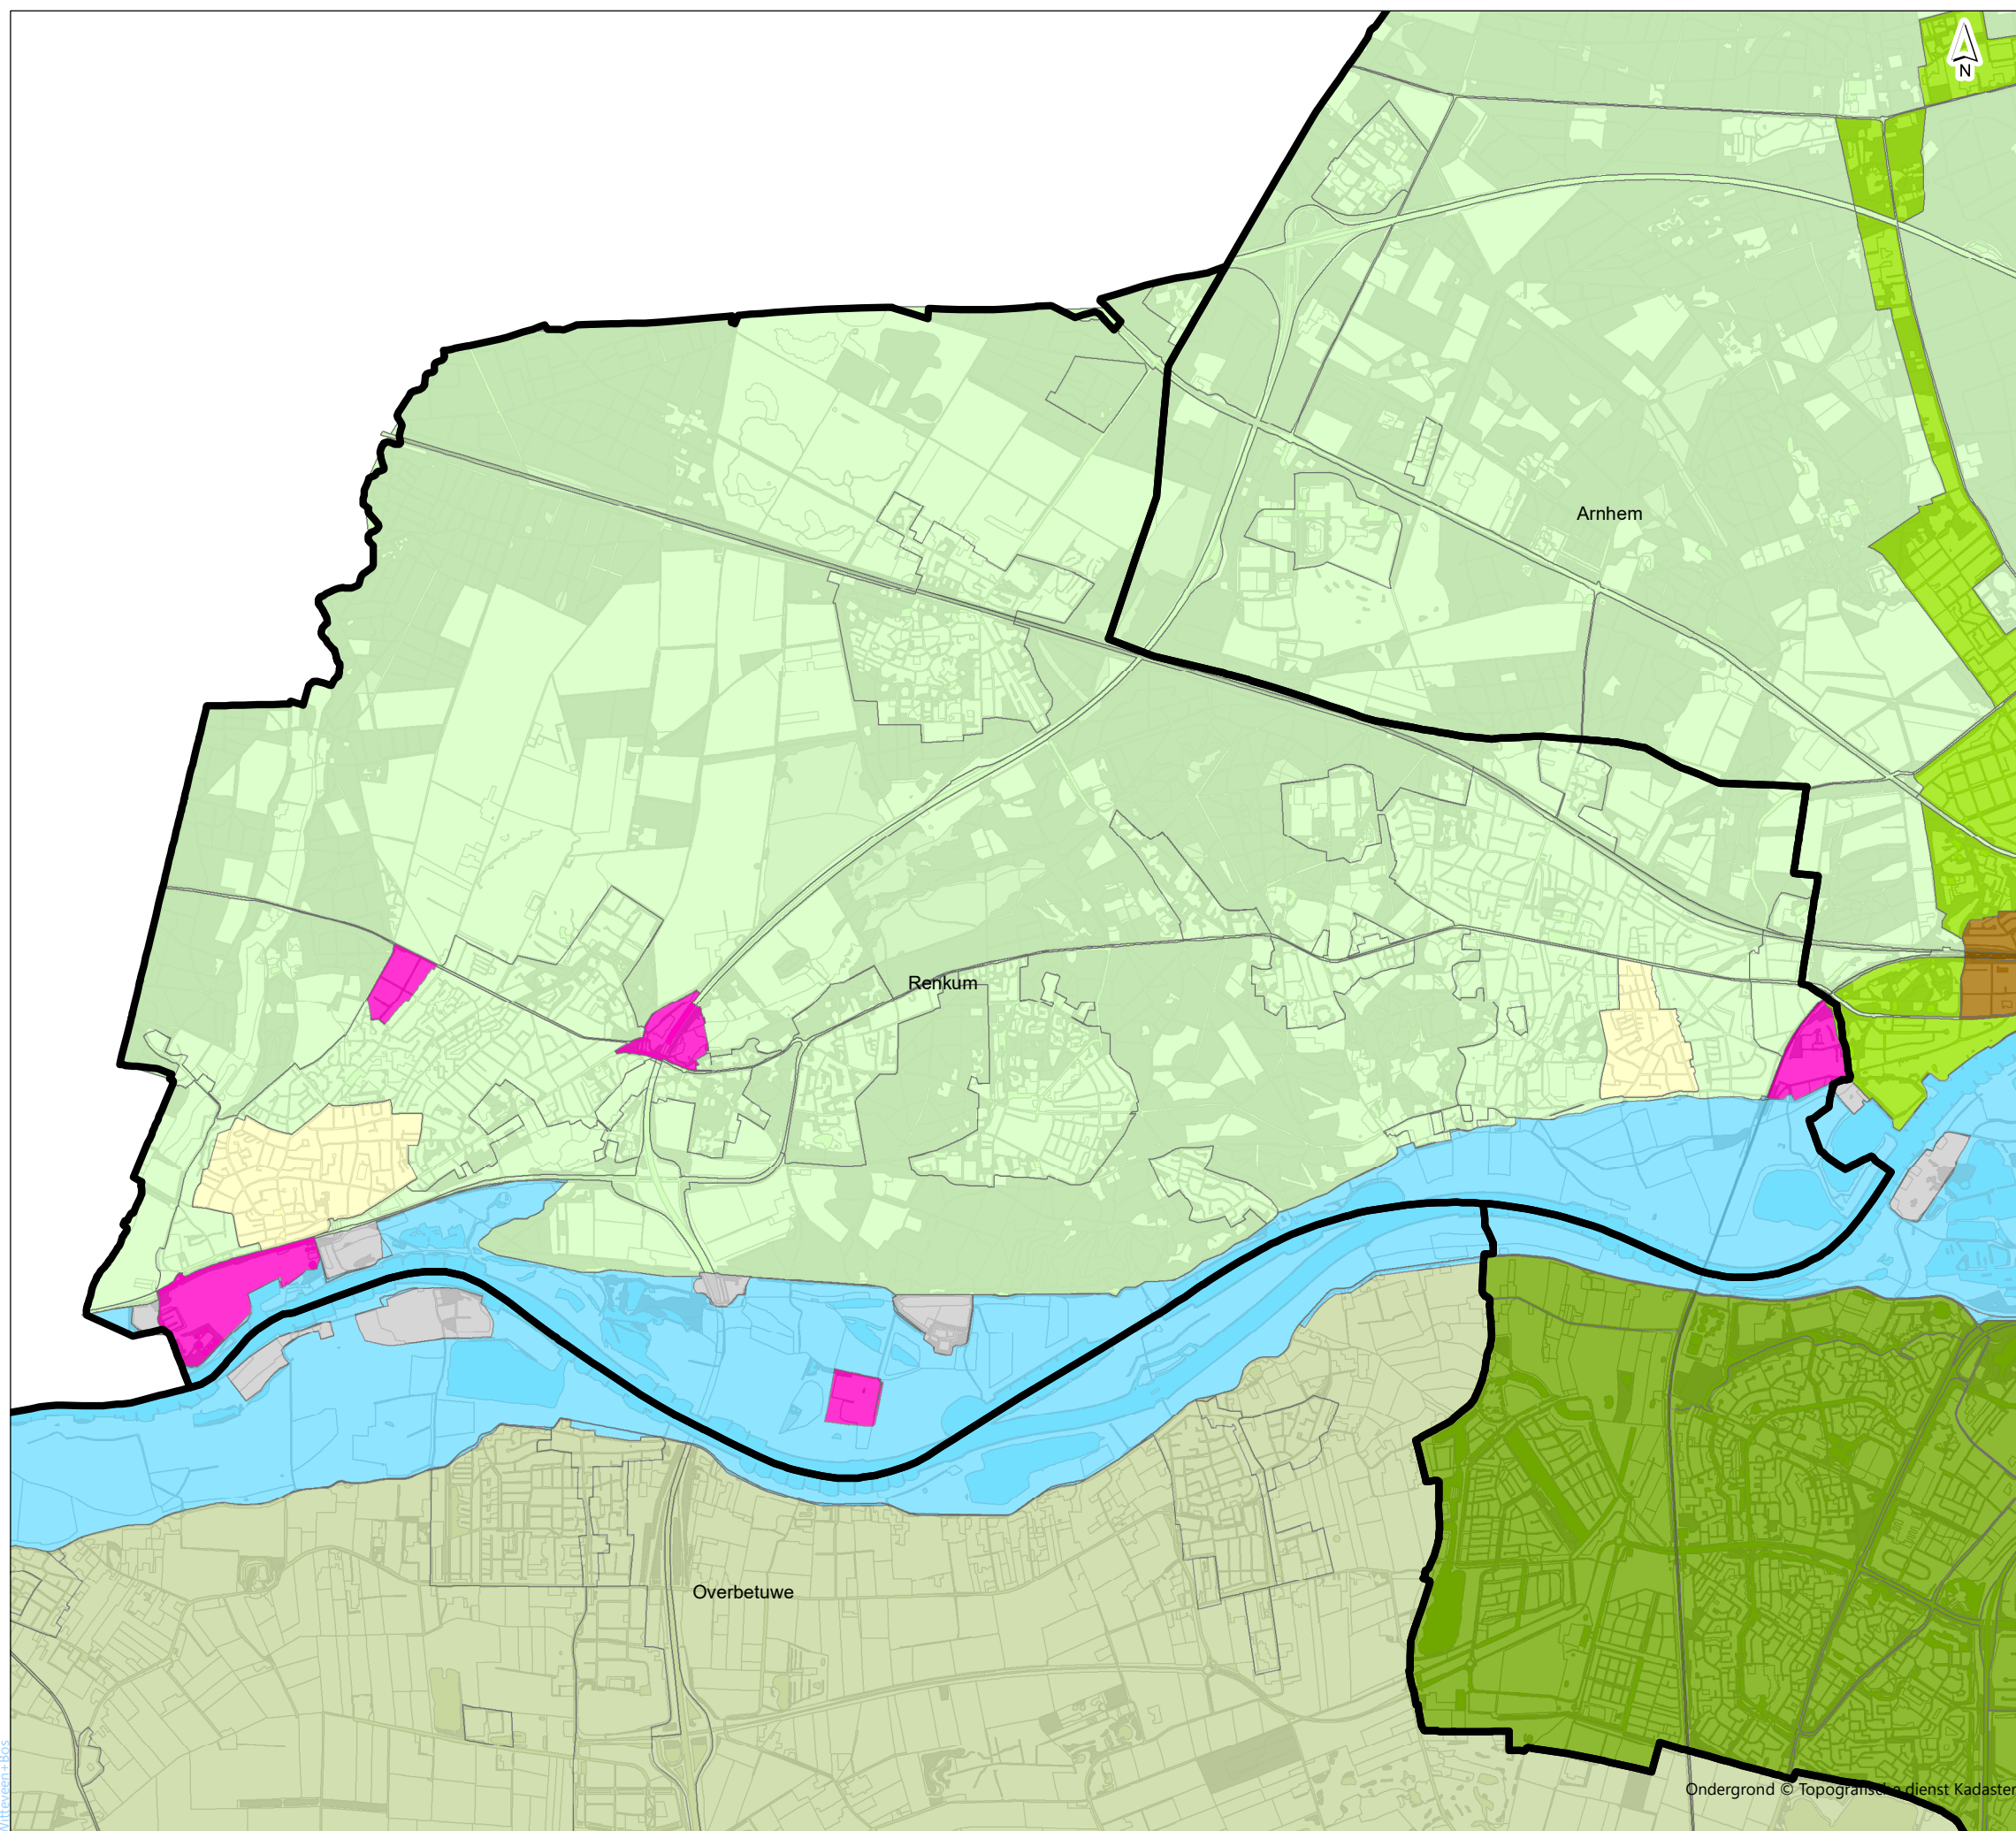 N
Arnhem
Renkum
Overbetuwe
Ondergrond © Topografische dienst Kadaster
Witteveen+Bos